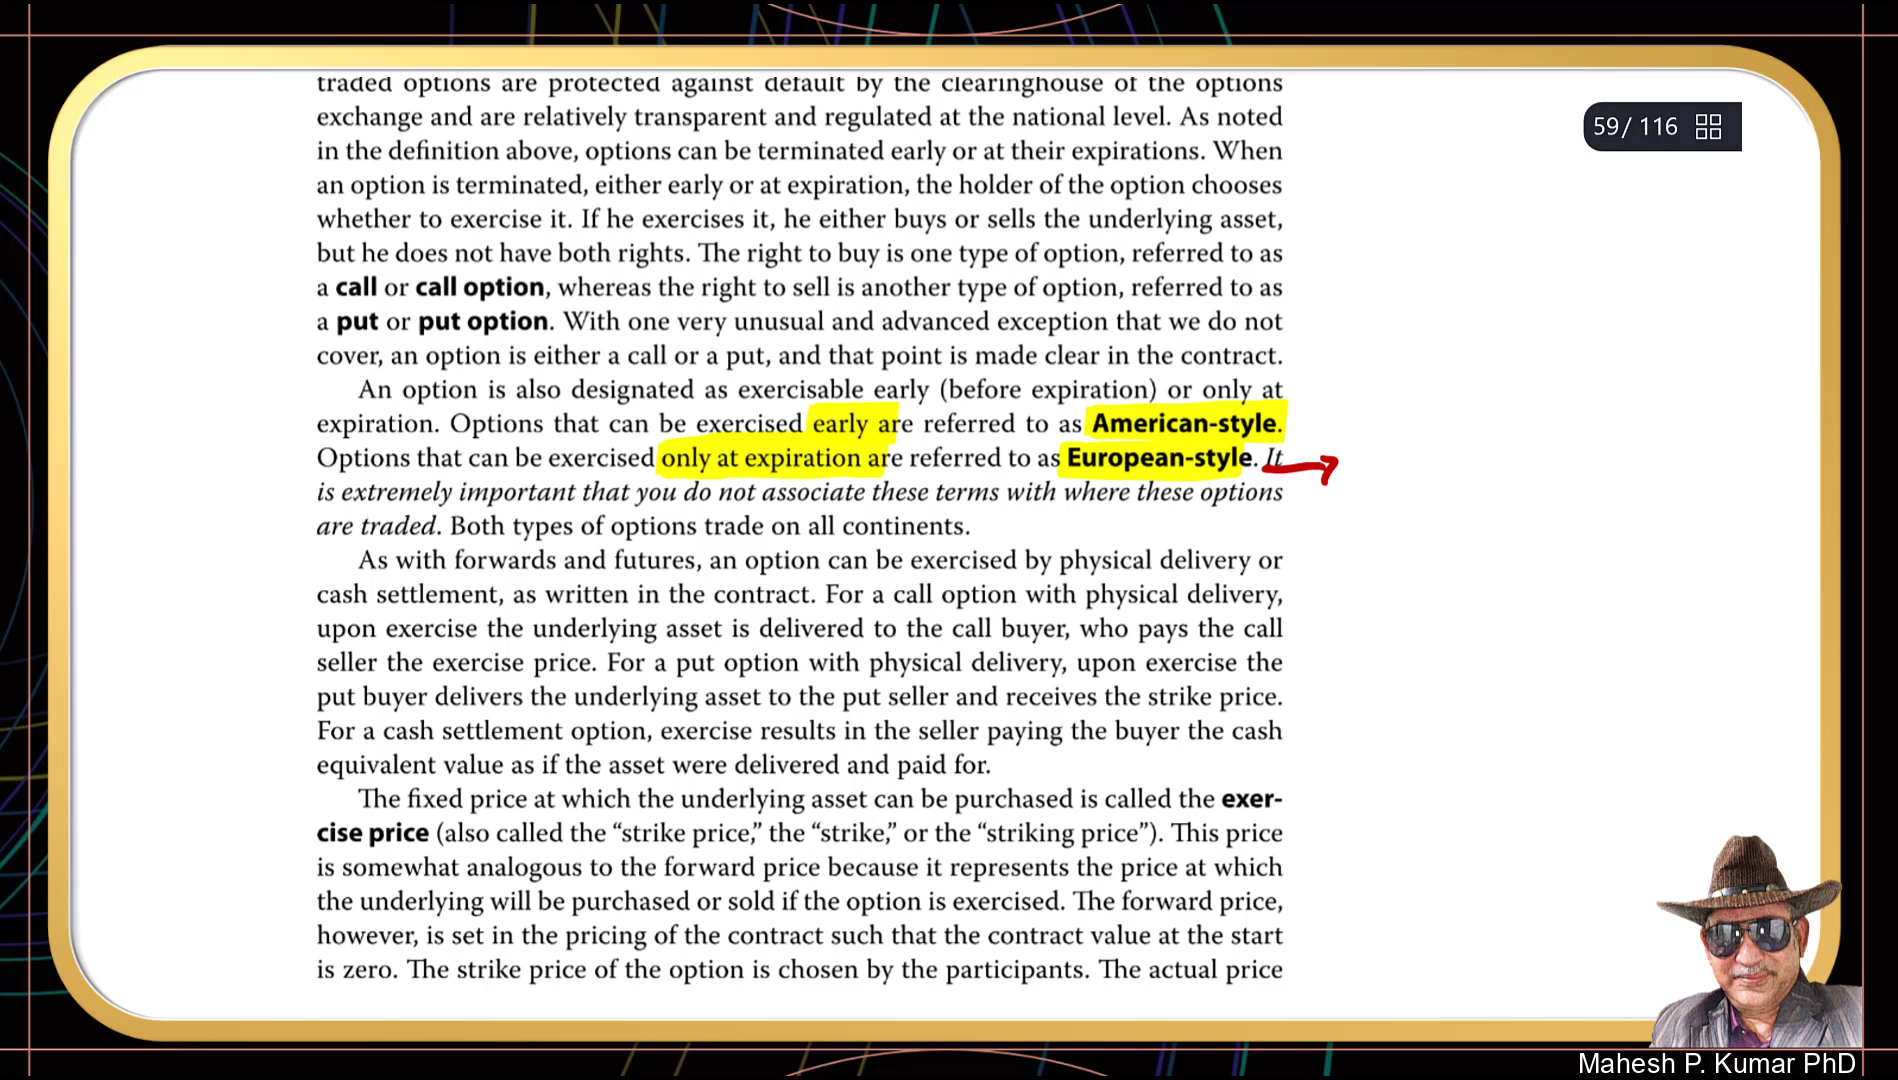 traded options are protected against default by the clearinghouse of the options
exchange and are relatively transparent and regulated at the national level. As noted
in the definition above, options can be terminated early or at their expirations. When
an option is terminated, either early or at expiration, the holder of the option chooses
whether to exercise it. If he exercises it, he either buys or sells the underlying asset,
but he does not have both rights. The right to buy is one type of option, referred to as
a call or call option, whereas the right to sell is another type of option, referred to as
a put or put option. With one very unusual and advanced exception that we do not
cover, an option is either a call or a put, and that point is made clear in the contract.
An option is also designated as exercisable early (before expiration) or only at
expiration. Options that can be exercised early are referred to as American-style.
Options that can be exercised only at expiration are referred to as European-style. It
is extremely important that you do not associate these terms with where these options
are traded. Both types of options trade on all continents.
As with forwards and futures, an option can be exercised by physical delivery or
cash settlement, as written in the contract. For a call option with physical delivery,
upon exercise the underlying asset is delivered to the call buyer, who pays the call
seller the exercise price. For a put option with physical delivery, upon exercise the
put buyer delivers the underlying asset to the put seller and receives the strike price.
For a cash settlement option, exercise results in the seller paying the buyer the cash
equivalent value as if the asset were delivered and paid for.
The fixed price at which the underlying asset can be purchased is called the exer-
cise price (also called the “strike price,” the “strike,” or the “striking price”). This price
is somewhat analogous to the forward price because it represents the price at which
the underlying will be purchased or sold if the option is exercised. The forward price,
however, is set in the pricing of the contract such that the contract value at the start
is zero. The strike price of the option is chosen by the participants. The actual price
59/ 116
Mahesh P. Kumar PhD